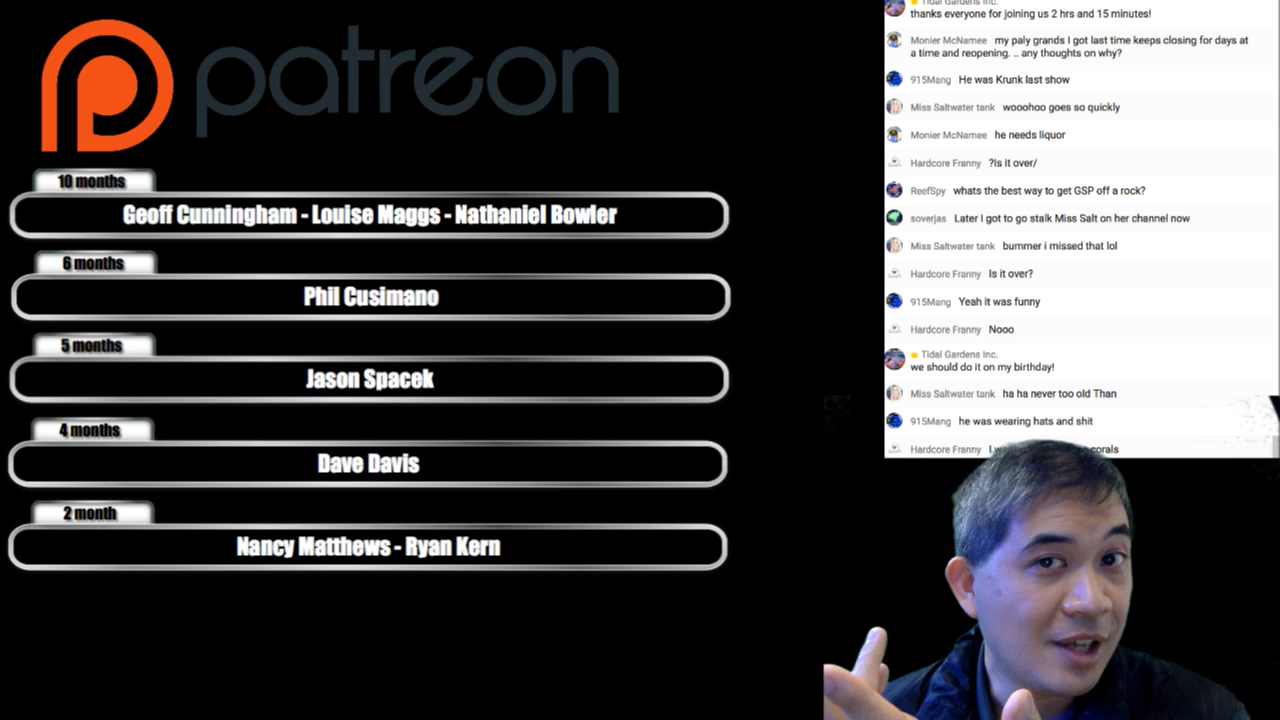 patreon
10 months
Geoff Cunningham - Louise Maggs - Nathaniel Bowler
6 months
Phil Cusimano
5 months
Jason Spacek
4 months
Dave Davis
2 month
Nancy Matthews - Ryan Kern
Tidal Gardens Inc.
thanks everyone for joining us 2 hrs and 15 minutes!
Monier McNamee my paly grands I got last time keeps closing for days at
a time and reopening. .. any thoughts on why?
915Mang He was Krunk last show
Miss Saltwater tank wooohoo goes so quickly
Monier McNamee he needs liquor
Hardcore Franny ?Is it over/
ReefSpy whats the best way to get GSP off a rock?
soverjas Later I got to go stalk Miss Salt on her channel now
Miss Saltwater tank bummer i missed that lol
Hardcore Franny Is it over?
915Mang Yeah it was funny
Hardcore Franny Nooo
Tidal Gardens Inc.
we should do it on my birthday!
Miss Saltwater tank ha ha never too old Than
915Mang he was wearing hats and shit
Hardcore Franny I corals